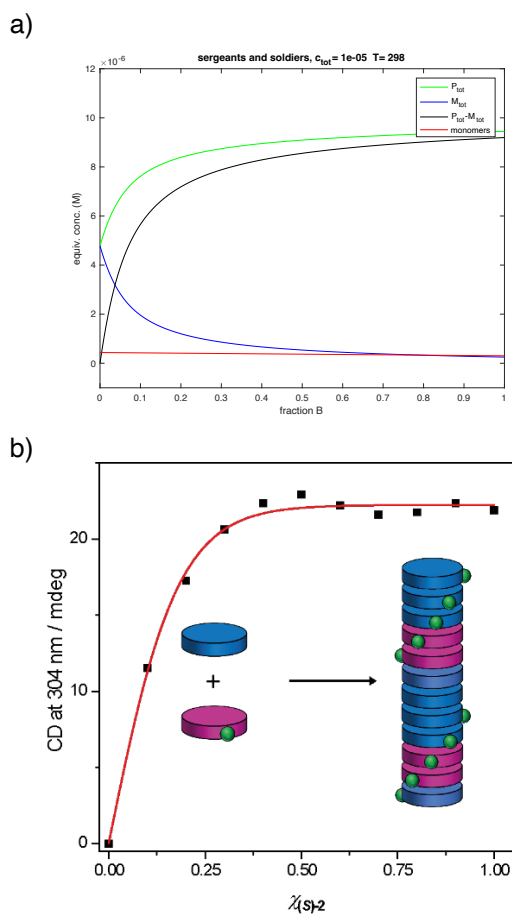 a)
sergeants and soldiers, c_tot= 1e-05 T= 298
×10^-6
12
10
8
6
4
2
0
equiv. conc. (M)
P_tot
M_tot
P_tot-M_tot
monomers
0 0.1 0.2 0.3 0.4 0.5 0.6 0.7 0.8 0.9 1
fraction B
b)
CD at 304 nm / mdeg
20
10
0
+
0.00 0.25 0.50 0.75 1.00
χ_(S)-2